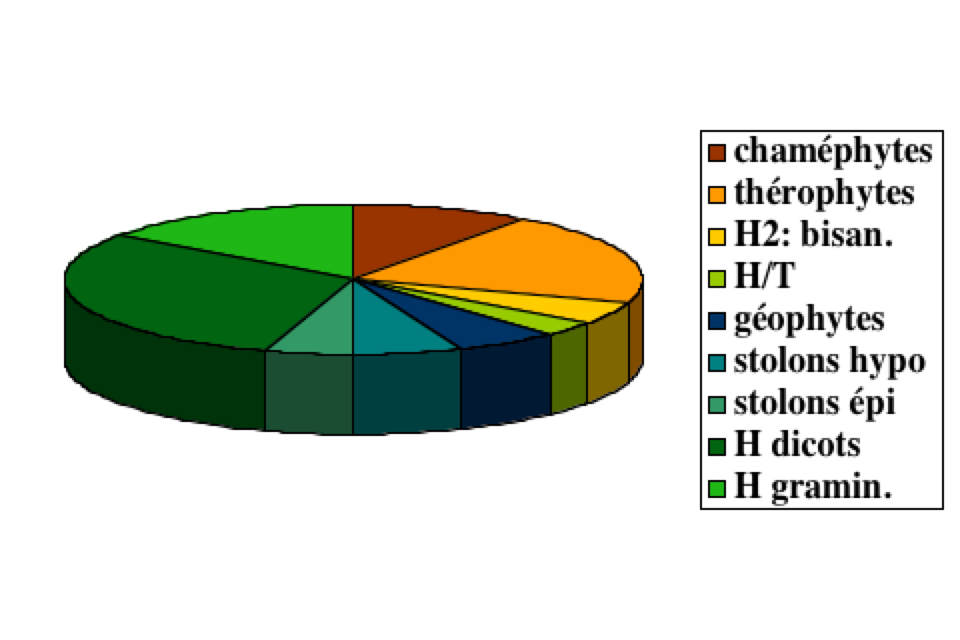 chaméphytes
thérophytes
H2: bisan.
H/T
géophytes
stolons hypo
stolons épi
H dicots
H gramin.